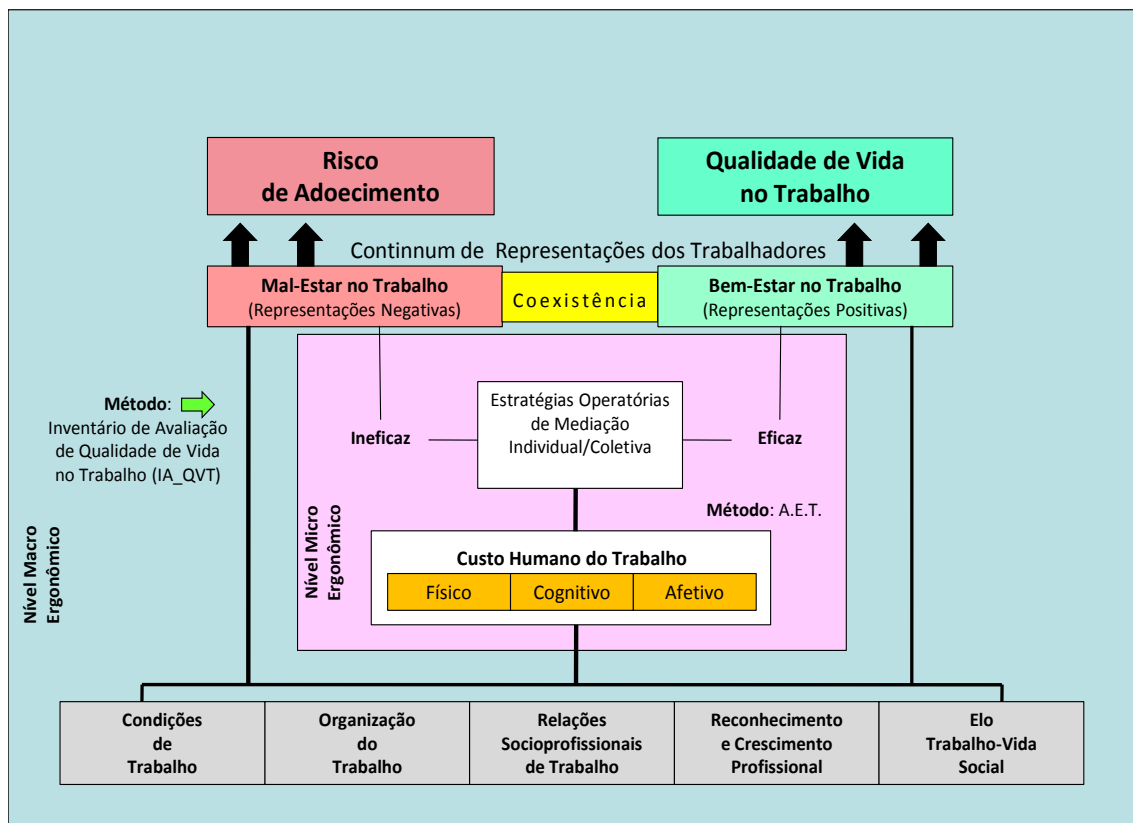 Risco
de Adoecimento
Qualidade de Vida
no Trabalho
Continnum de Representações dos Trabalhadores
Mal-Estar no Trabalho
(Representações Negativas)
Coexistência
Bem-Estar no Trabalho
(Representações Positivas)
Método:
Inventário de Avaliação
de Qualidade de Vida
no Trabalho (IA_QVT)
Ineficaz
Estratégias Operatórias
de Mediação
Individual/Coletiva
Eficaz
Método: A.E.T.
Nível Macro
Ergonômico
Nível Micro
Ergonômico
Custo Humano do Trabalho
Físico
Cognitivo
Afetivo
Condições
de
Trabalho
Organização
do
Trabalho
Relações
Socioprofissionais
de Trabalho
Reconhecimento
e Crescimento
Profissional
Elo
Trabalho-Vida
Social